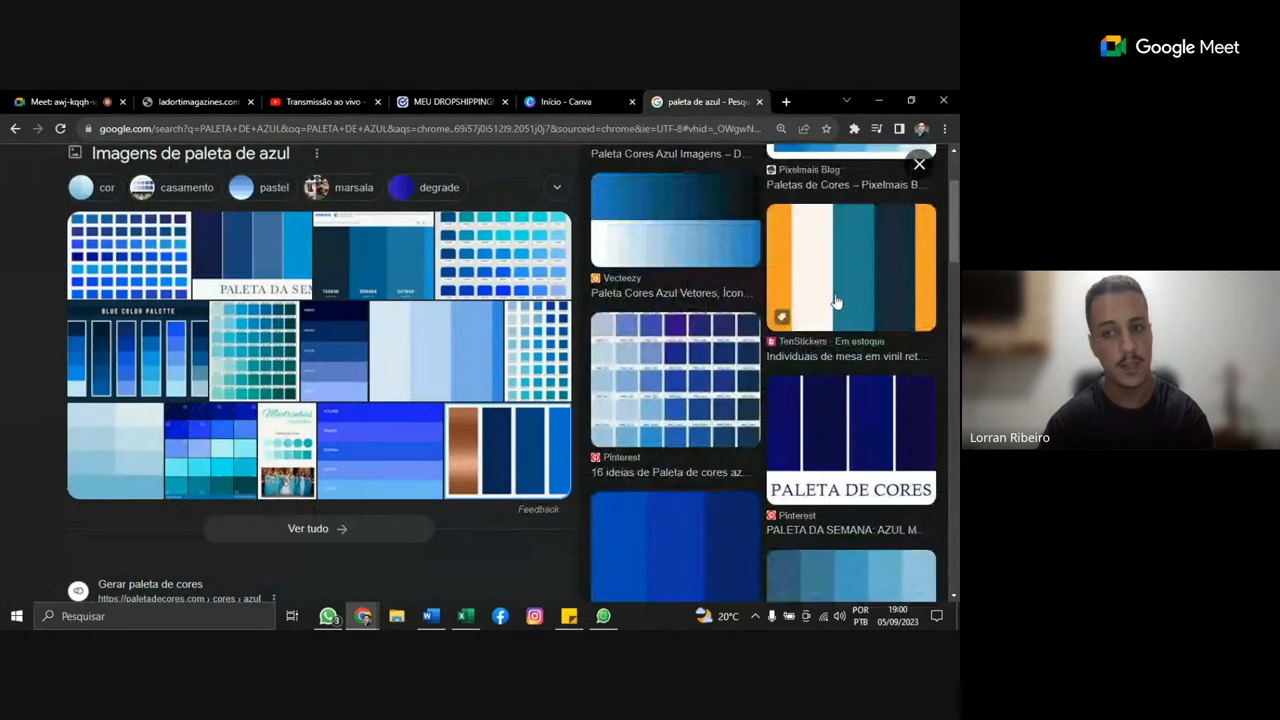 Google Meet
Meet: awj-kqqh-
ladortimagazines.com
Transmissão ao vivo -
MEU DROPSHIPPING
Início - Canva
paleta de azul - Pesqu
google.com/search?q=PALETA+DE+AZUL&oq=PALETA+DE+AZUL&aqs=chrome..69i57j0i512l9.2051j0j7&sourceid=chrome&ie=UTF-8#vhid=_OWgwN...
Imagens de paleta de azul
cor
casamento
pastel
marsala
degrade
PALETA DA SEM
BLUE COLOR PALETTE
Feedback
Ver tudo
Gerar paleta de cores
https://paletadecores.com › cores › azul
Paleta Cores Azul Imagens – D...
Vecteezy
Paleta Cores Azul Vetores, Ícon...
Pinterest
16 ideias de Paleta de cores az...
Pixelmais Blog
Paletas de Cores – Pixelmais B...
TenStickers - Em estoque
Individuais de mesa em vinil ret...
PALETA DE CORES
Pinterest
PALETA DA SEMANA: AZUL M...
Lorran Ribeiro
Pesquisar
3
20°C
POR
PTB
19:00
05/09/2023